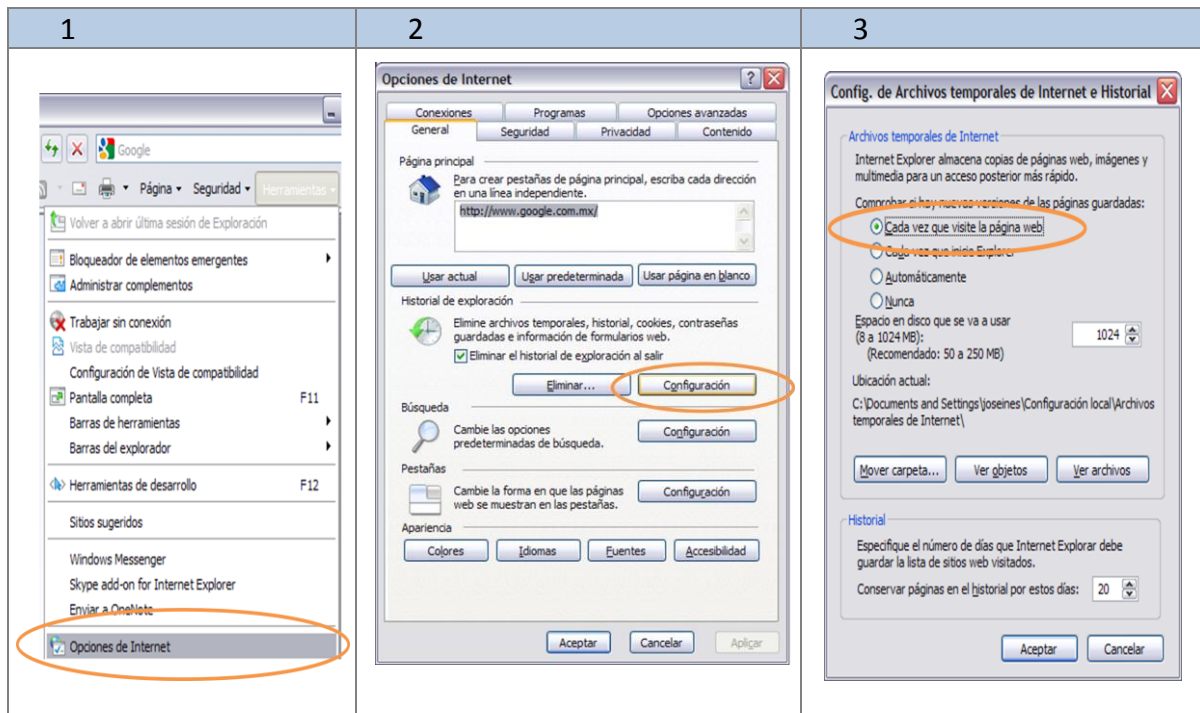 1
2
3
Google
Página
Seguridad
Herramientas
Volver a abrir última sesión de Exploración
Bloqueador de elementos emergentes
Administrar complementos
Trabajar sin conexión
Vista de compatibilidad
Configuración de Vista de compatibilidad
Pantalla completa F11
Barras de herramientas
Barras del explorador
Herramientas de desarrollo F12
Sitios sugeridos
Windows Messenger
Skype add-on for Internet Explorer
Enviar a OneNote
Opciones de Internet
Opciones de Internet
Conexiones Programas Opciones avanzadas
General Seguridad Privacidad Contenido
Página principal
Para crear pestañas de página principal, escriba cada dirección
en una línea independiente.
http://www.google.com.mx/
Usar actual Usar predeterminada Usar página en blanco
Historial de exploración
Elimine archivos temporales, historial, cookies, contraseñas
guardadas e información de formularios web.
Eliminar el historial de exploración al salir
Eliminar... Configuración
Búsqueda
Cambie las opciones
predeterminadas de búsqueda.
Configuración
Pestañas
Cambie la forma en que las páginas
web se muestran en las pestañas.
Configuración
Apariencia
Colores Idiomas Fuentes Accesibilidad
Aceptar Cancelar Aplicar
Config. de Archivos temporales de Internet e Historial
Archivos temporales de Internet
Internet Explorer almacena copias de páginas web, imágenes y
multimedia para un acceso posterior más rápido.
Comprobar si hay nuevas versiones de las páginas guardadas:
Cada vez que visite la página web
Cada vez que inicie Explorer
Automáticamente
Nunca
Espacio en disco que se va a usar
(8 a 1024 MB): 1024
(Recomendado: 50 a 250 MB)
Ubicación actual:
C:\Documents and Settings\joseines\Configuración local\Archivos
temporales de Internet\
Mover carpeta... Ver objetos Ver archivos
Historial
Especifique el número de días que Internet Explorar debe
guardar la lista de sitios web visitados.
Conservar páginas en el historial por estos días: 20
Aceptar Cancelar